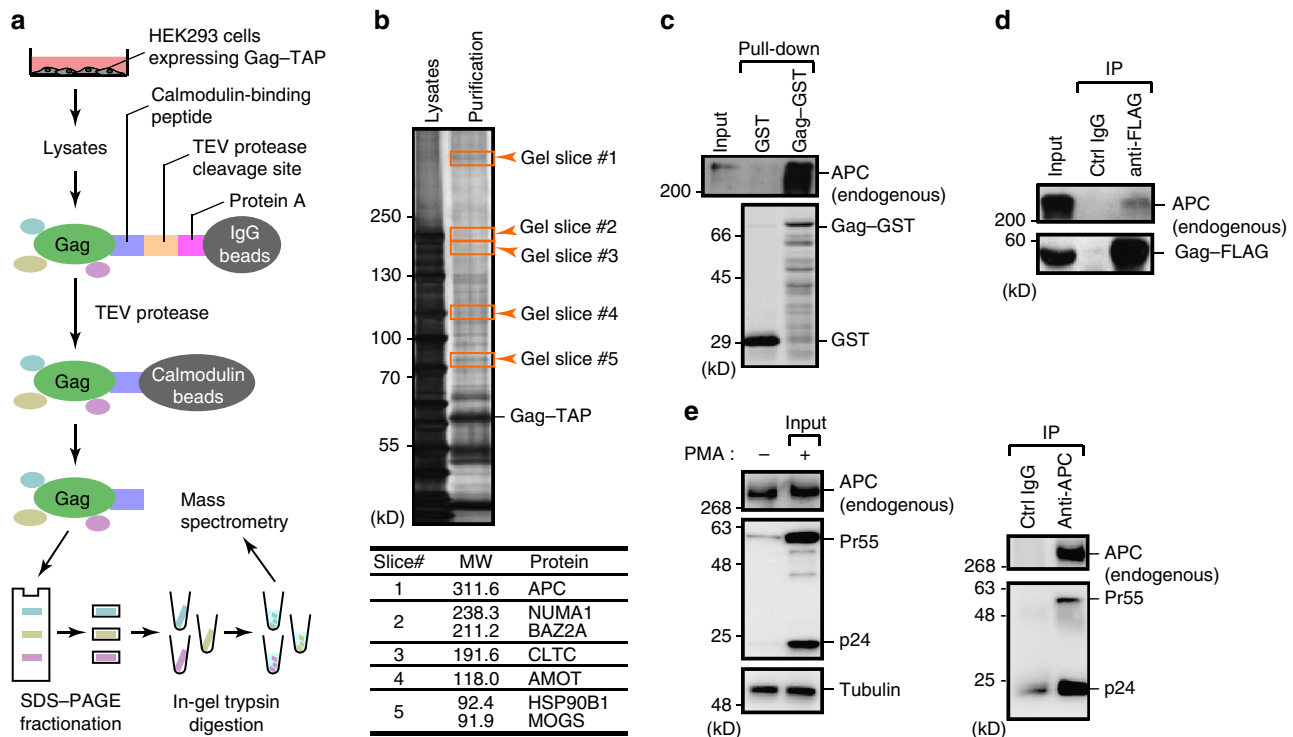 a
HEK293 cells
expressing Gag–TAP
Calmodulin-binding
peptide
Lysates
TEV protease
cleavage site
Protein A
Gag
IgG
beads
TEV protease
Gag
Calmodulin
beads
Gag
Mass
spectrometry
SDS–PAGE
fractionation
In-gel trypsin
digestion
b
Lysates
Purification
Gel slice #1
250
Gel slice #2
Gel slice #3
130
Gel slice #4
100
Gel slice #5
70
Gag–TAP
55
(kD)
Slice# MW Protein
1 311.6 APC
2 238.3 NUMA1
211.2 BAZ2A
3 191.6 CLTC
4 118.0 AMOT
5 92.4 HSP90B1
91.9 MOGS
c
Pull-down
Input
GST
Gag–GST
APC
(endogenous)
200
Gag–GST
66
45
29
GST
(kD)
d
IP
Input
Ctrl IgG
anti-FLAG
APC
(endogenous)
200
60
Gag–FLAG
(kD)
e
Input
PMA : – +
APC
(endogenous)
268
63
Pr55
48
25
p24
Tubulin
48
(kD)
IP
Ctrl IgG
Anti-APC
APC
(endogenous)
268
63
Pr55
48
25
p24
(kD)